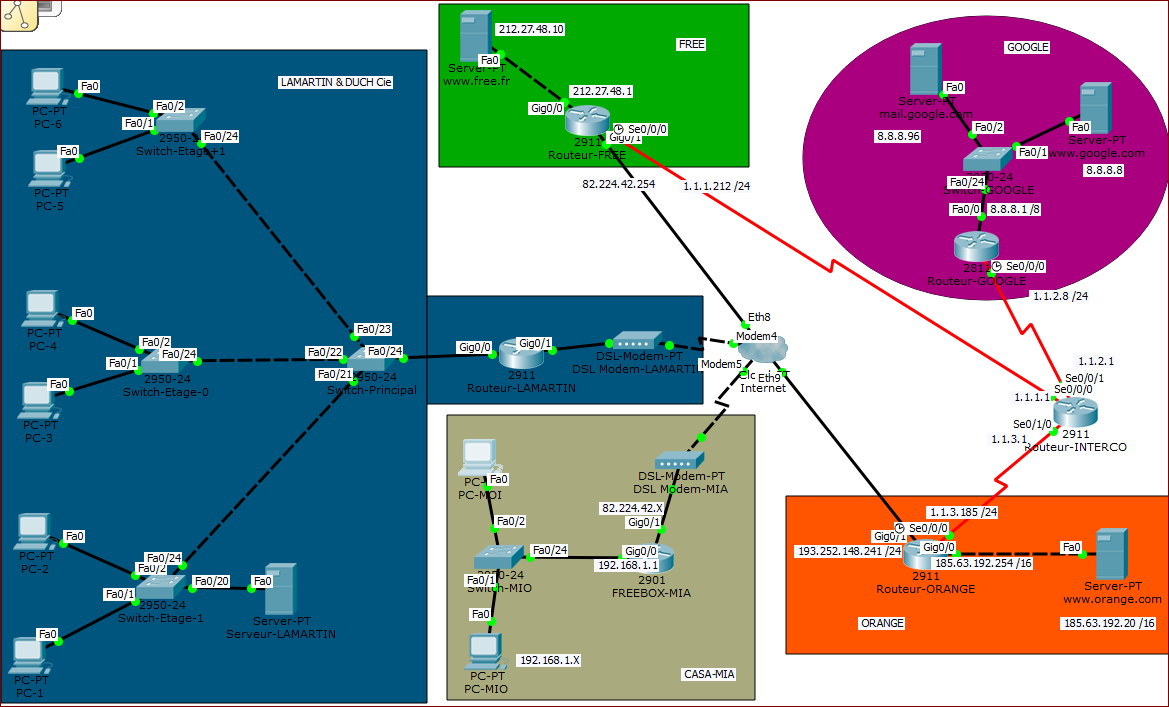 LAMARTIN & DUCH Cie
Fa0
PC-PT
PC-6
Fa0/2
Fa0/1
Fa0/24
Switch-Etage+1
Fa0
PC-PT
PC-5
Fa0
PC-PT
PC-4
Fa0/2
Fa0/24
Fa0/1
2950-24
Switch-Etage-0
Fa0
PC-PT
PC-3
Fa0/23
Fa0/22
Fa0/24
Fa0/21
2950-24
Switch-Principal
Fa0
PC-PT
PC-2
Fa0/24
Fa0/2
Fa0/20
Fa0
Fa0/1
2950-24
Switch-Etage-1
Server-PT
Serveur-LAMARTIN
Fa0
PC-PT
PC-1
Gig0/0
Gig0/1
2911
Routeur-LAMARTIN
DSL-Modem-PT
DSL Modem-LAMARTIN
212.27.48.10
FREE
Fa0
Server-PT
www.free.fr
212.27.48.1
Gig0/0
Se0/0/0
Gig0/1
2911
Routeur-FREE
82.224.42.254
1.1.1.212 /24
Eth8
Modem4
Modem5
Eth9
Internet
GOOGLE
Fa0
Server-PT
mail.google.com
8.8.8.96
Fa0/2
Fa0
Server-PT
www.google.com
8.8.8.8
Fa0/1
Fa0/24
Switch-GOOGLE
Fa0/0
8.8.8.1 /8
Se0/0/0
2811
Routeur-GOOGLE
1.1.2.8 /24
1.1.2.1
Se0/0/1
Se0/0/0
1.1.1.1
Se0/1/0
1.1.3.1
2911
Routeur-INTERCO
Fa0
PC-MOI
Fa0/2
Fa0/24
Fa0/1
2950-24
Switch-MIO
Fa0
PC-PT
PC-MIO
192.168.1.X
CASA-MIA
DSL-Modem-PT
DSL Modem-MIA
82.224.42.X
Gig0/1
Gig0/0
192.168.1.1
2901
FREEBOX-MIA
1.1.3.185 /24
Se0/0/0
Gig0/1
Gig0/0
193.252.148.241 /24
185.63.192.254 /16
2911
Routeur-ORANGE
Fa0
Server-PT
www.orange.com
185.63.192.20 /16
ORANGE